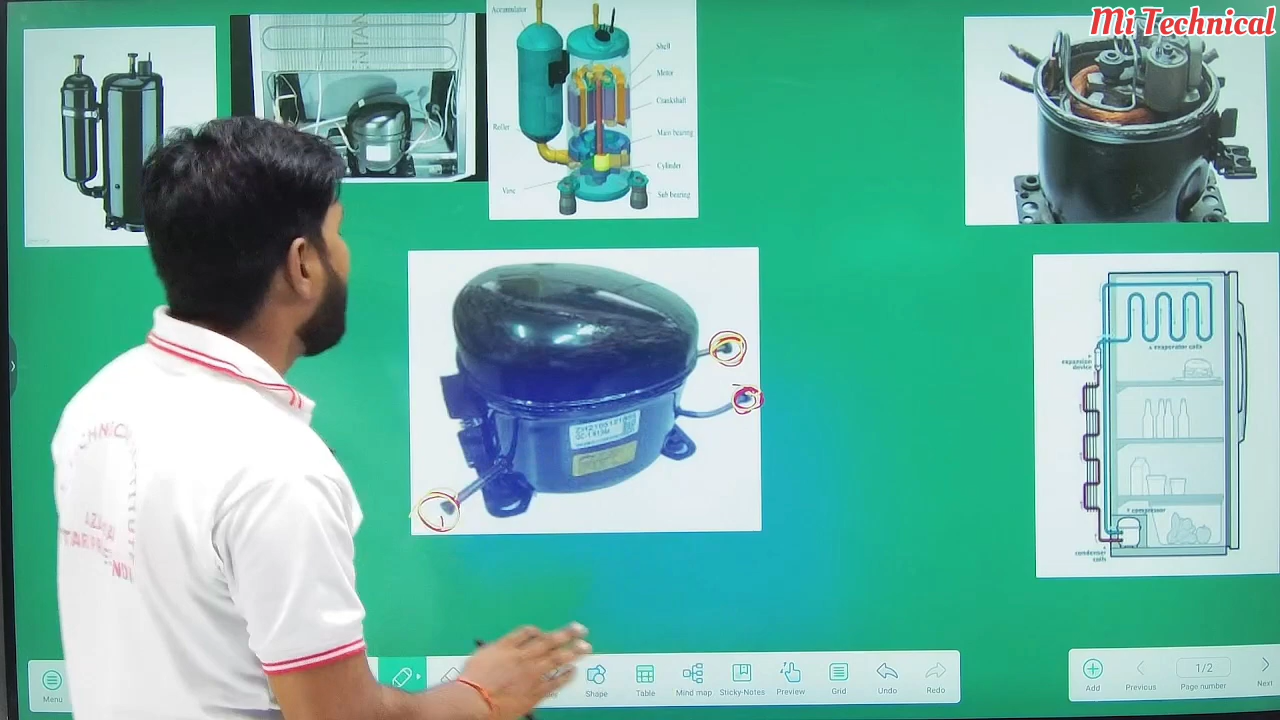 Mi Technical
Accumulator
Shell
Motor
Crankshaft
Roller
Main bearing
Cylinder
Vane
Sub bearing
evaporator coils
expansion
device
compressor
condenser
coils
Menu
Shape
Table
Mind map
Sticky-Notes
Preview
Grid
Undo
Redo
Add
Previous
1/2
Page number
Next